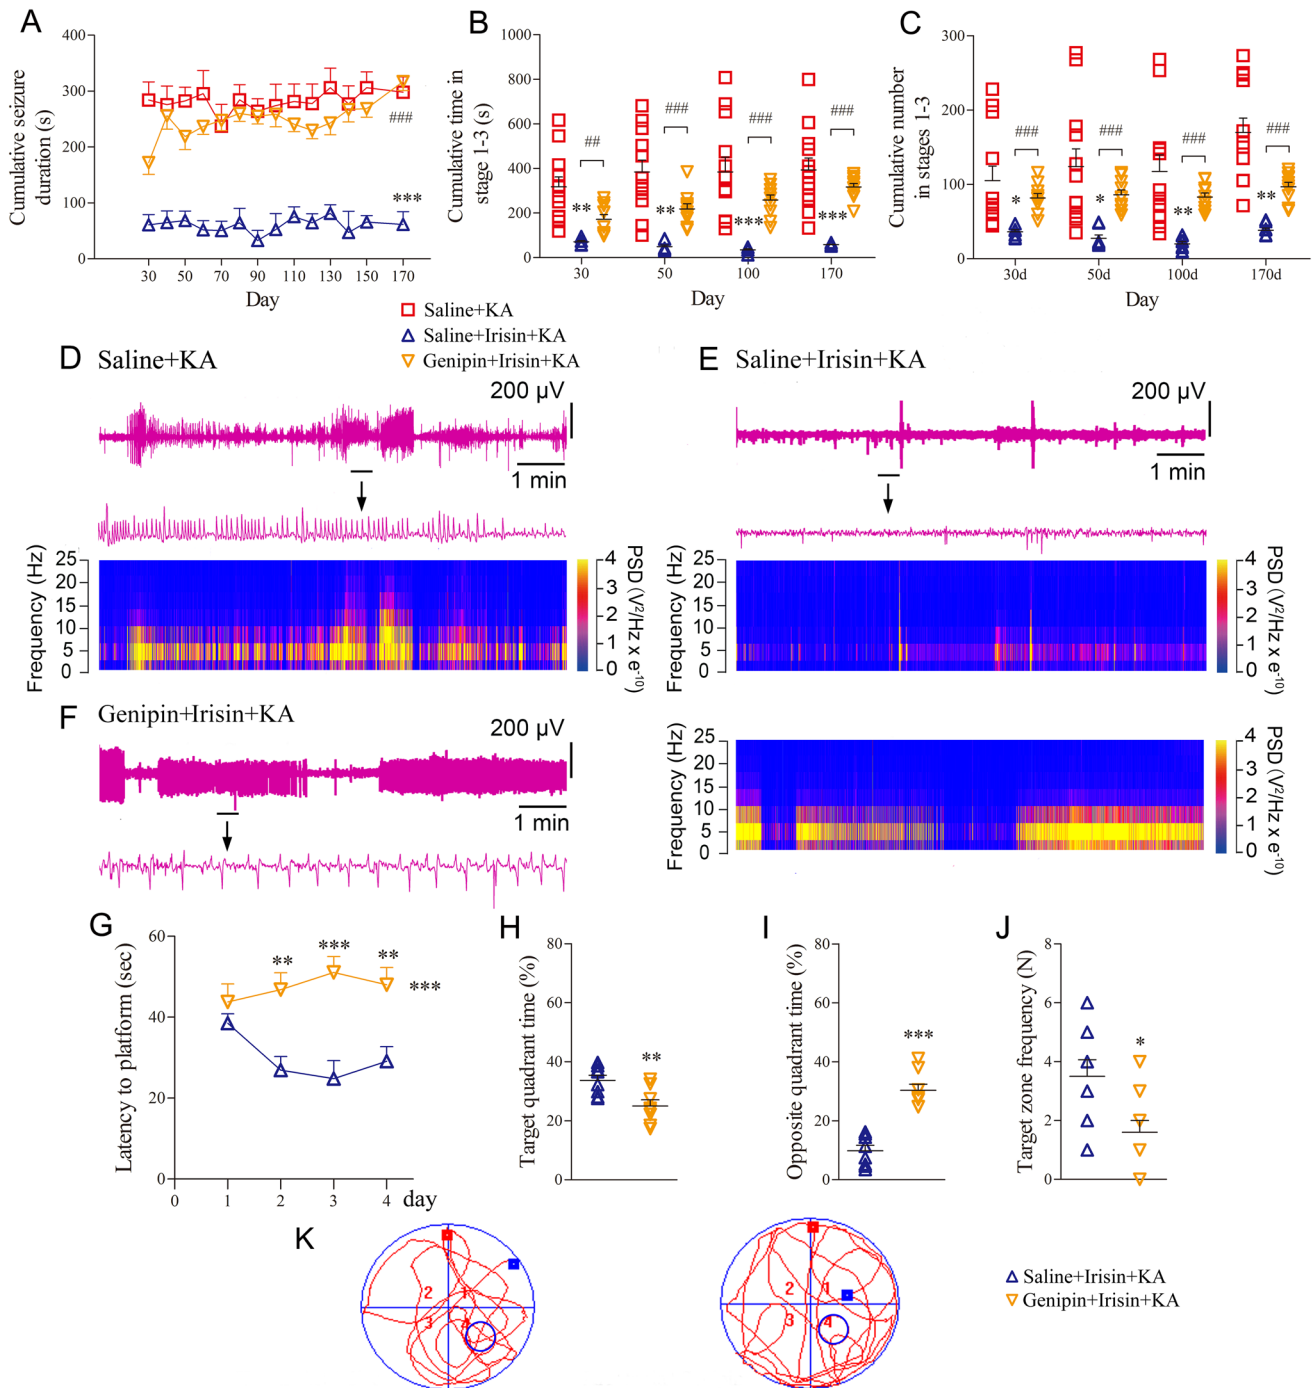 A
Cumulative seizure
duration (s)
400
300
200
100
0
###
***
30 50 70 90 110 130 150 170
Day
B
Cumulative time in
stage 1-3 (s)
1000
800
600
400
200
0
## ### ### ###
** ** *** ***
30 50 100 170
Day
C
Cumulative number
in stages 1-3
300
200
100
0
### ### ### ###
* * ** **
30d 50d 100d 170d
Day
Saline+KA
Saline+Irisin+KA
Genipin+Irisin+KA
D Saline+KA
200 µV
1 min
Frequency (Hz)
25
20
15
10
5
0
4
3
2
1
0
PSD (V²/Hz x e⁻¹⁰)
E Saline+Irisin+KA
200 µV
1 min
Frequency (Hz)
25
20
15
10
5
0
4
3
2
1
0
PSD (V²/Hz x e⁻¹⁰)
F Genipin+Irisin+KA
200 µV
1 min
Frequency (Hz)
25
20
15
10
5
0
4
3
2
1
0
PSD (V²/Hz x e⁻¹⁰)
G
Latency to platform (sec)
60
40
20
0
** *** **
***
0 1 2 3 4 day
H
Target quadrant time (%)
80
60
40
20
0
**
I
Opposite quadrant time (%)
80
60
40
20
0
***
J
Target zone frequency (N)
8
6
4
2
0
*
K
2 1
3 4
2 1
3 4
Saline+Irisin+KA
Genipin+Irisin+KA